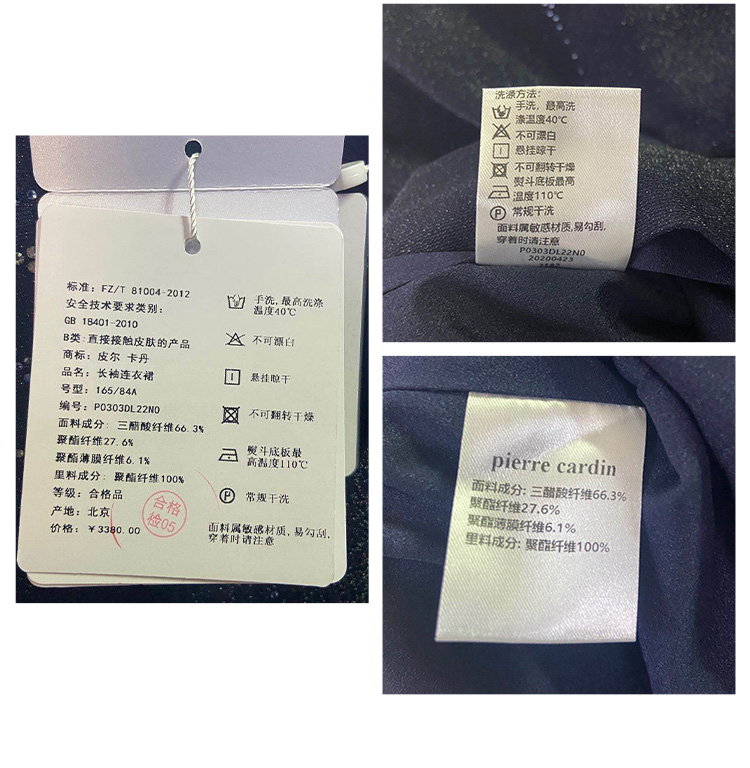 标准：FZ/T 81004-2012
安全技术要求类别：
GB 18401-2010
B类:直接接触皮肤的产品
商标：皮尔 卡丹
品名：长袖连衣裙
号型：165/84A
编号：P0303DL22N0
面料成分：三醋酸纤维66.3%
聚酯纤维27.6%
聚酯薄膜纤维6.1%
里料成分：聚酯纤维100%
等级：合格品
产地：北京
价格：￥3380.00
合格
检05
手洗,最高洗涤
温度40℃
不可漂白
悬挂晾干
不可翻转干燥
熨斗底板最
高温度110℃
P
常规干洗
面料属敏感材质,易勾刮,
穿着时请注意
洗涤方法：
手洗，最高洗
涤温度40℃
不可漂白
悬挂晾干
不可翻转干燥
熨斗底板最高
温度110℃
P
常规干洗
面料属敏感材质,易勾刮,
穿着时请注意
P0303DL22N0
20200423
pierre cardin
面料成分：三醋酸纤维66.3%
聚酯纤维27.6%
聚酯薄膜纤维6.1%
里料成分：聚酯纤维100%